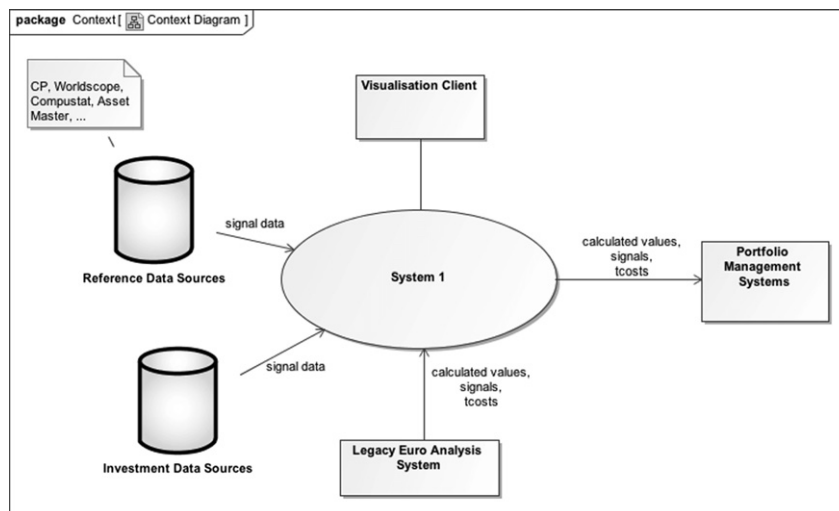 package Context [ Context Diagram ]
CP, Worldscope,
Compustat, Asset
Master, ...
Visualisation Client
signal data
Reference Data Sources
System 1
calculated values,
signals,
tcosts
Portfolio
Management
Systems
signal data
Investment Data Sources
calculated values,
signals,
tcosts
Legacy Euro Analysis
System